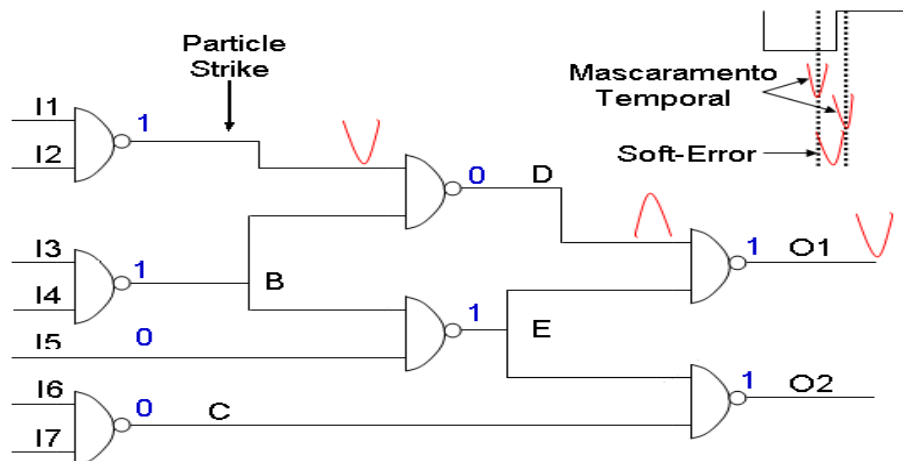 Particle
Strike
Mascaramento
Temporal
Soft-Error
I1
1
I2
0
D
I3
1
I4
B
1
O1
I5
0
1
E
I6
0
C
1
O2
I7